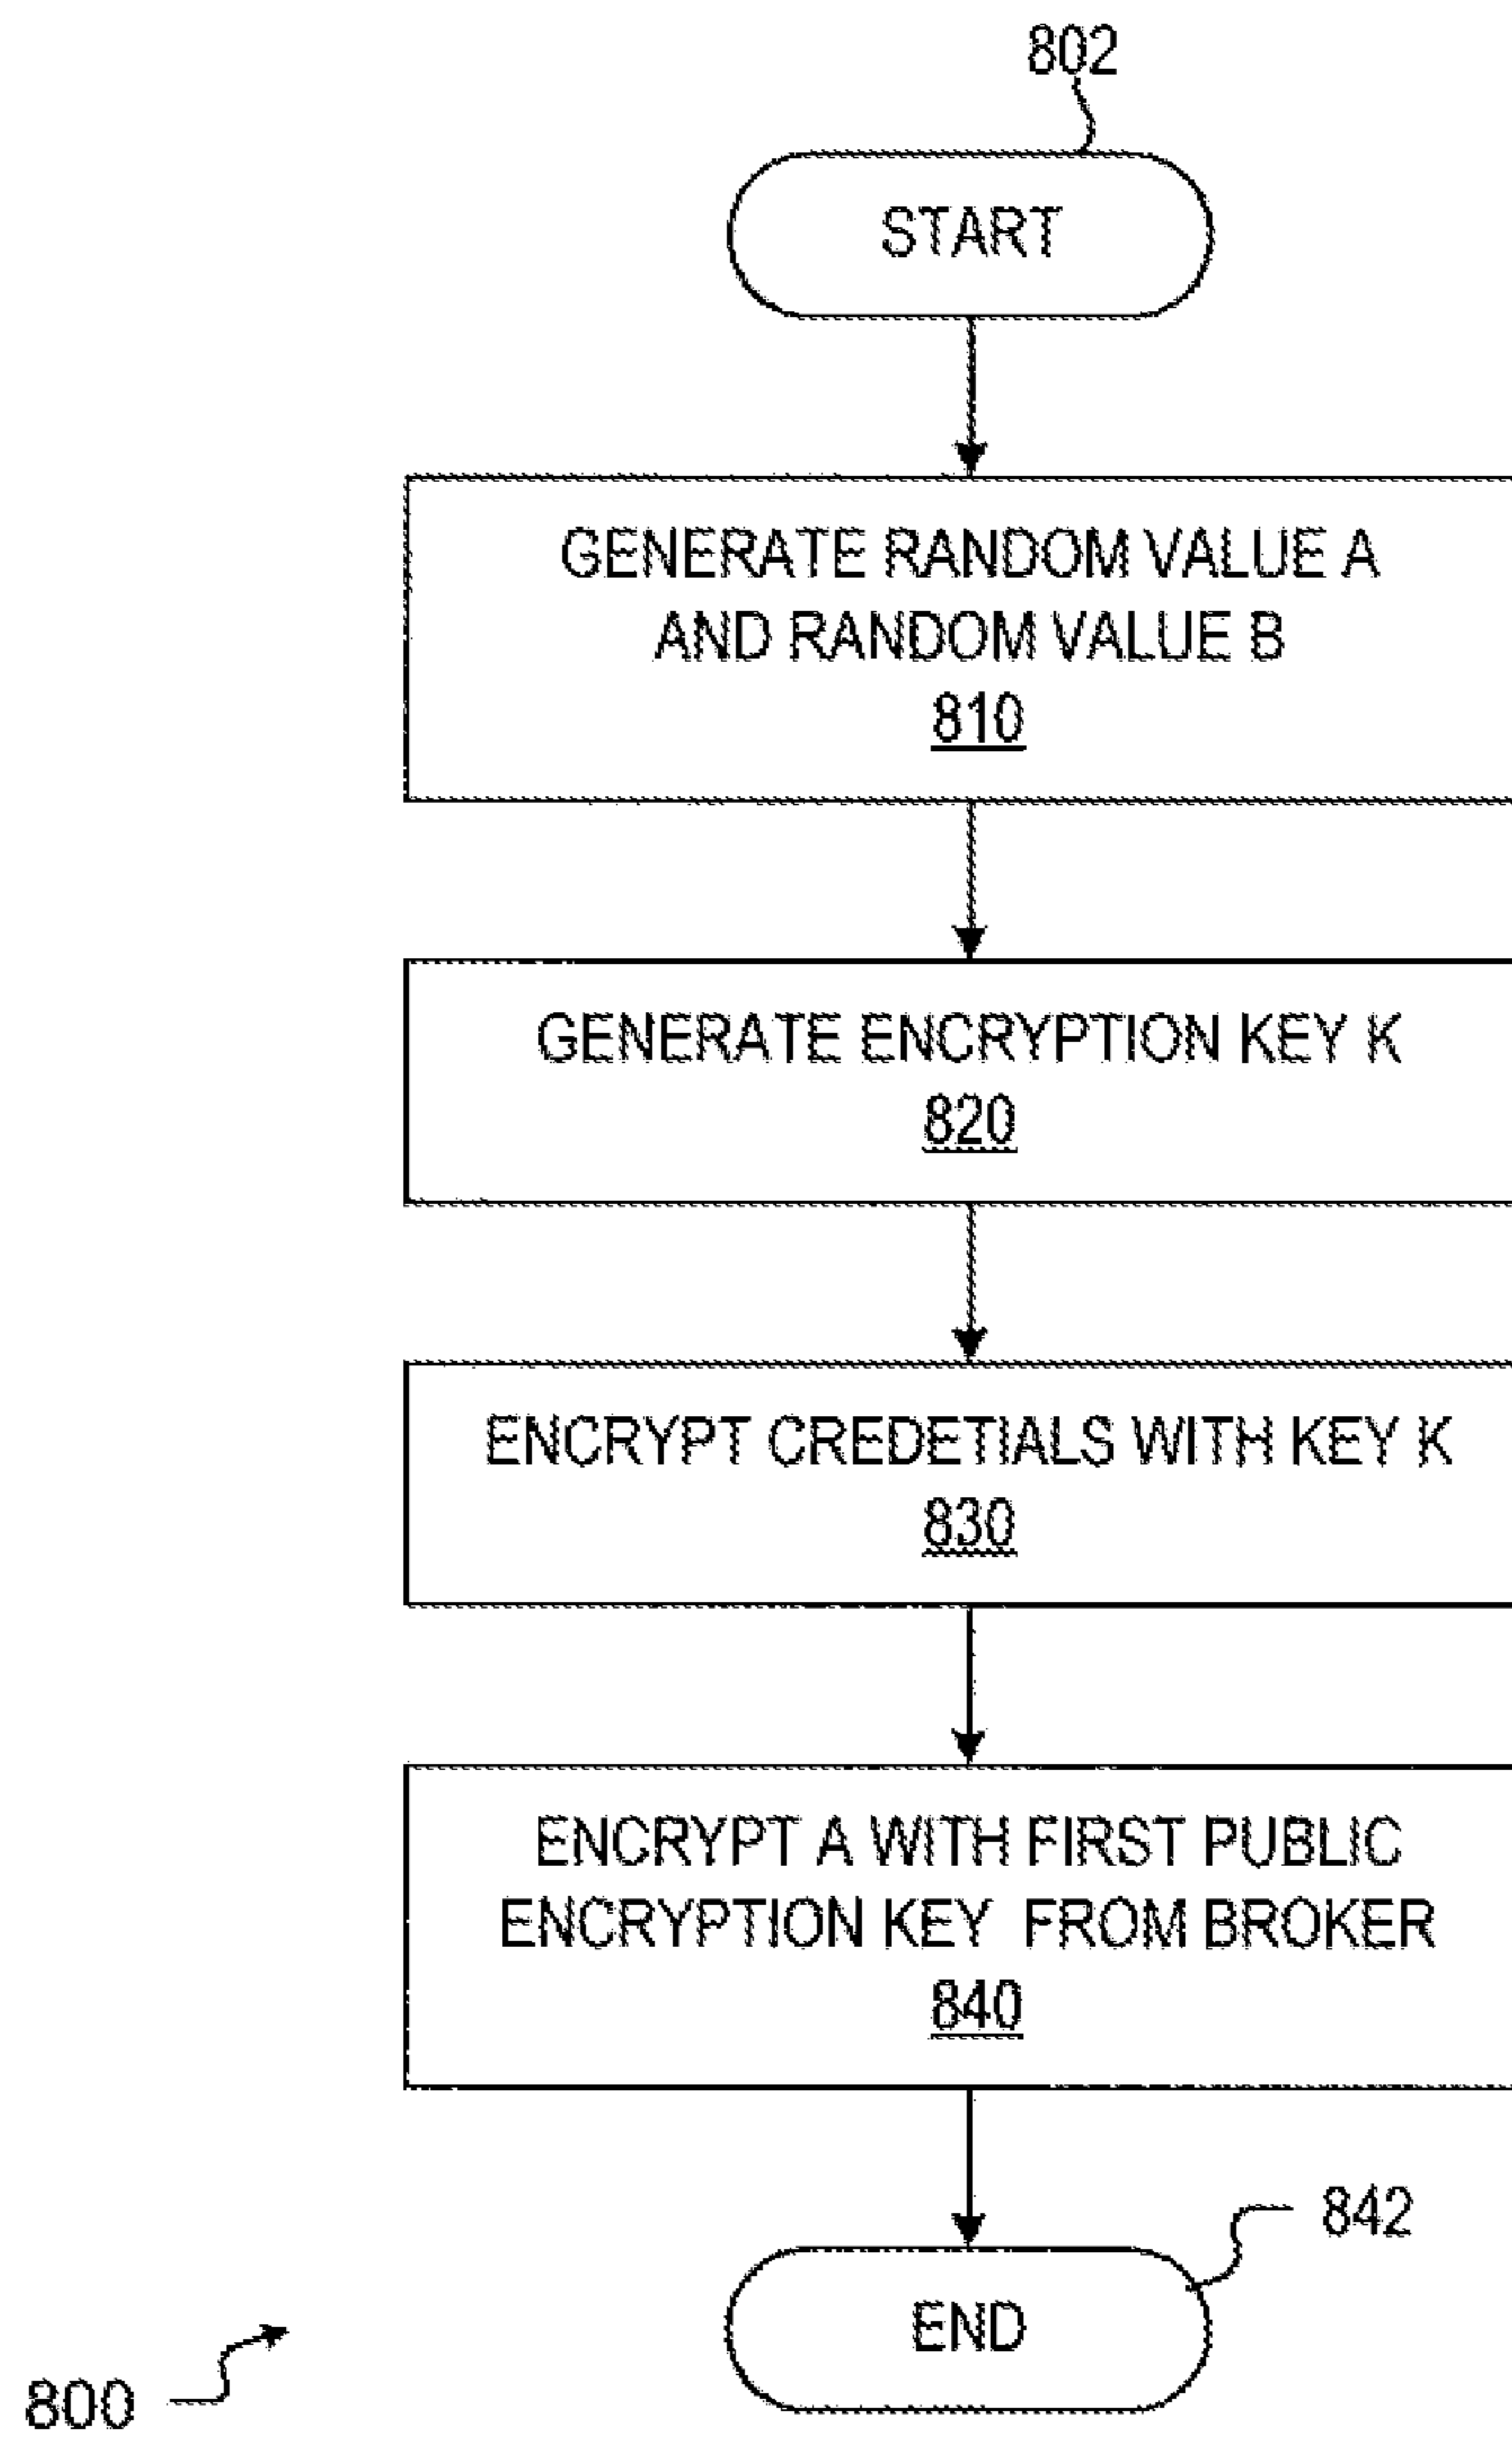 802
START
GENERATE RANDOM VALUE A
AND RANDOM VALUE B
810
GENERATE ENCRYPTION KEY K
820
ENCRYPT CREDETIALS WITH KEY K
830
ENCRYPT A WITH FIRST PUBLIC
ENCRYPTION KEY FROM BROKER
840
842
END
800